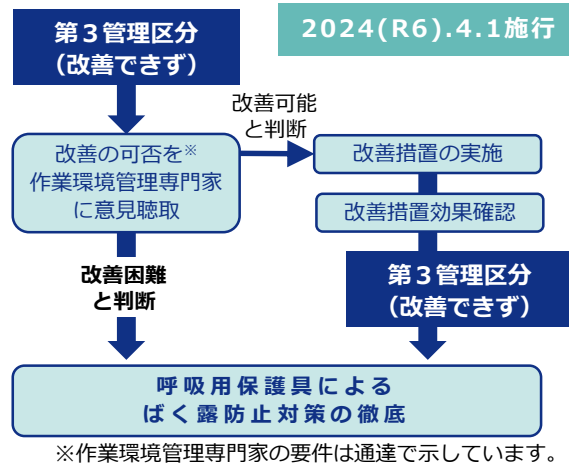 2024(R6).4.1施行
第３管理区分
（改善できず）
改善可能
と判断
改善の可否を※
作業環境管理専門家
に意見聴取
改善措置の実施
改善措置効果確認
改善困難
と判断
第３管理区分
（改善できず）
呼吸用保護具による
ばく露防止対策の徹底
※作業環境管理専門家の要件は通達で示しています。